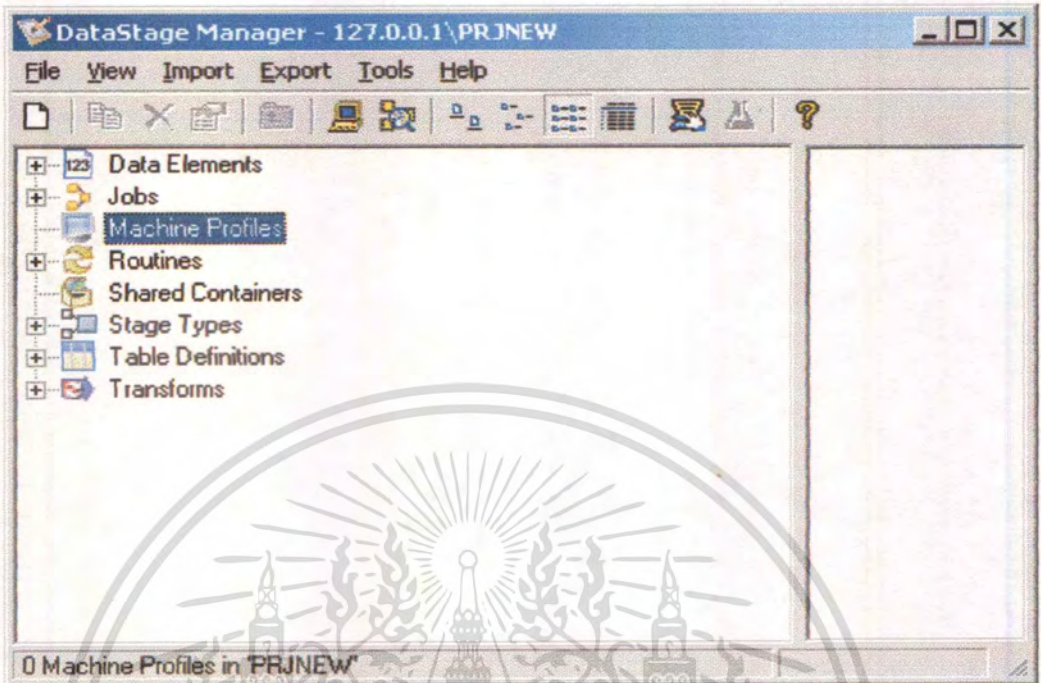 DataStage Manager - 127.0.0.1\PRJNEW
File View Import Export Tools Help
123 Data Elements
Jobs
Machine Profiles
Routines
Shared Containers
Stage Types
Table Definitions
Transforms
0 Machine Profiles in 'PRJNEW'